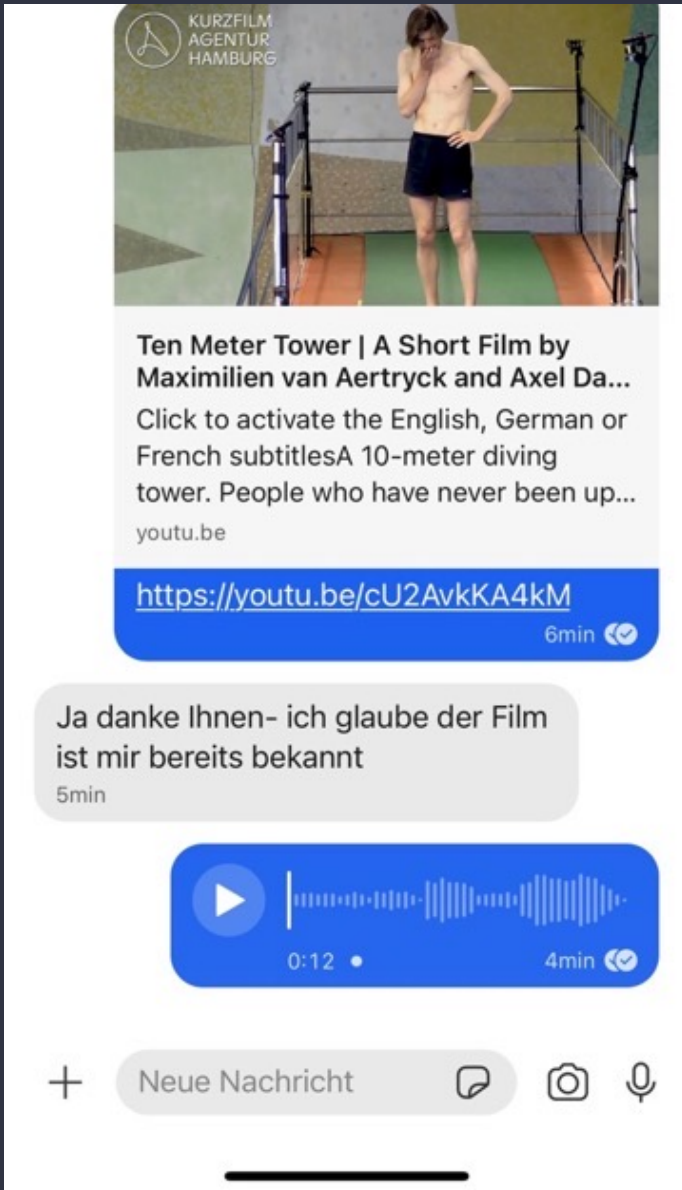 KURZFILM
AGENTUR
HAMBURG
Ten Meter Tower | A Short Film by
Maximilien van Aertryck and Axel Da...
Click to activate the English, German or
French subtitlesA 10-meter diving
tower. People who have never been up...
youtu.be
https://youtu.be/cU2AvkKA4kM
6min
Ja danke Ihnen- ich glaube der Film
ist mir bereits bekannt
5min
0:12
4min
Neue Nachricht